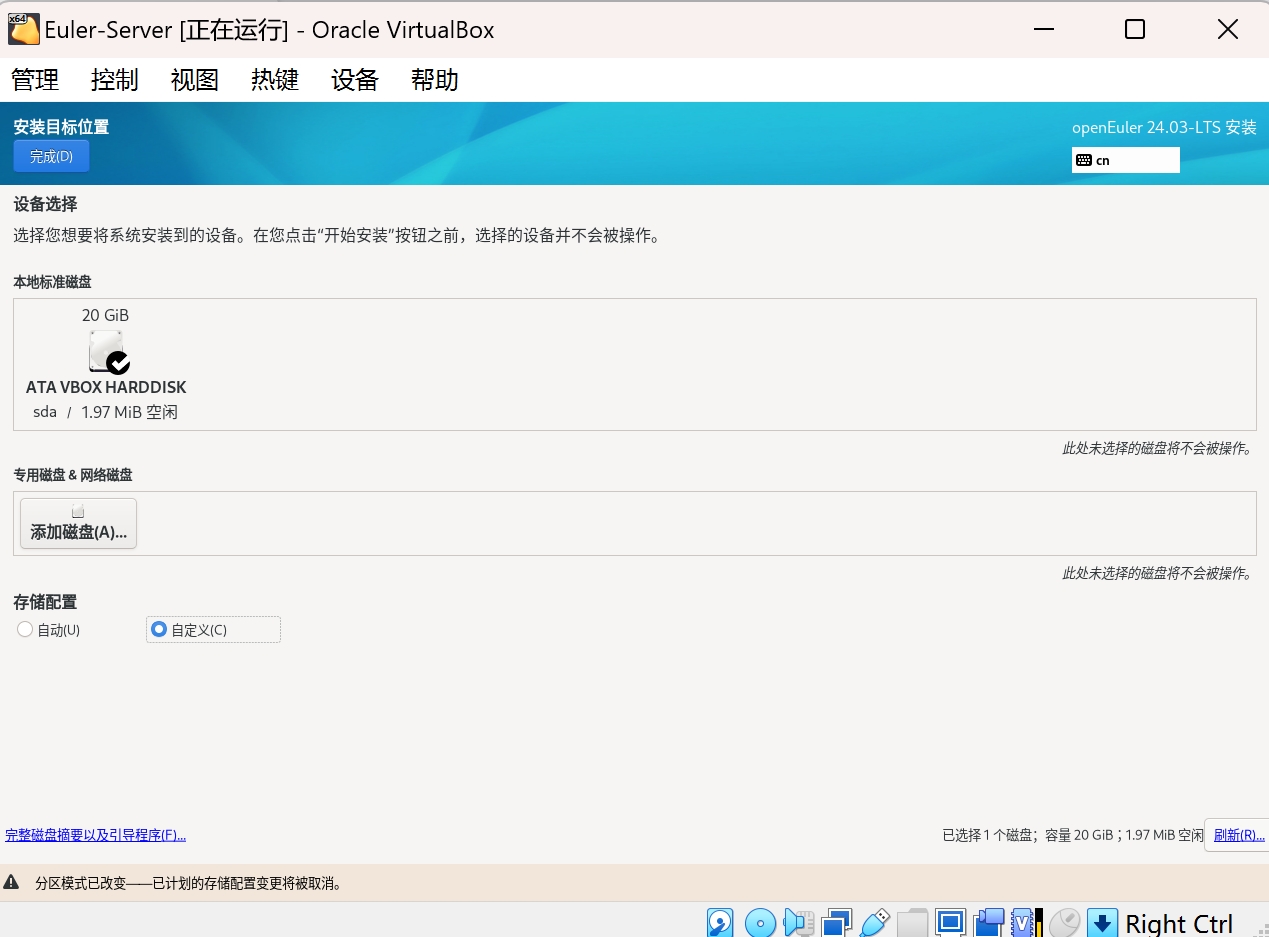 Euler-Server [正在运行] - Oracle VirtualBox
管理 控制 视图 热键 设备 帮助
安装目标位置
完成(D)
openEuler 24.03-LTS 安装
cn
设备选择
选择您想要将系统安装到的设备。在您点击“开始安装”按钮之前，选择的设备并不会被操作。
本地标准磁盘
20 GiB
ATA VBOX HARDDISK
sda / 1.97 MiB 空闲
此处未选择的磁盘将不会被操作。
专用磁盘 & 网络磁盘
添加磁盘(A)...
此处未选择的磁盘将不会被操作。
存储配置
自动(U) 自定义(C)
完整磁盘摘要以及引导程序(F)...
已选择 1 个磁盘；容量 20 GiB；1.97 MiB 空闲 刷新(R)...
分区模式已改变——已计划的存储配置变更将被取消。
Right Ctrl